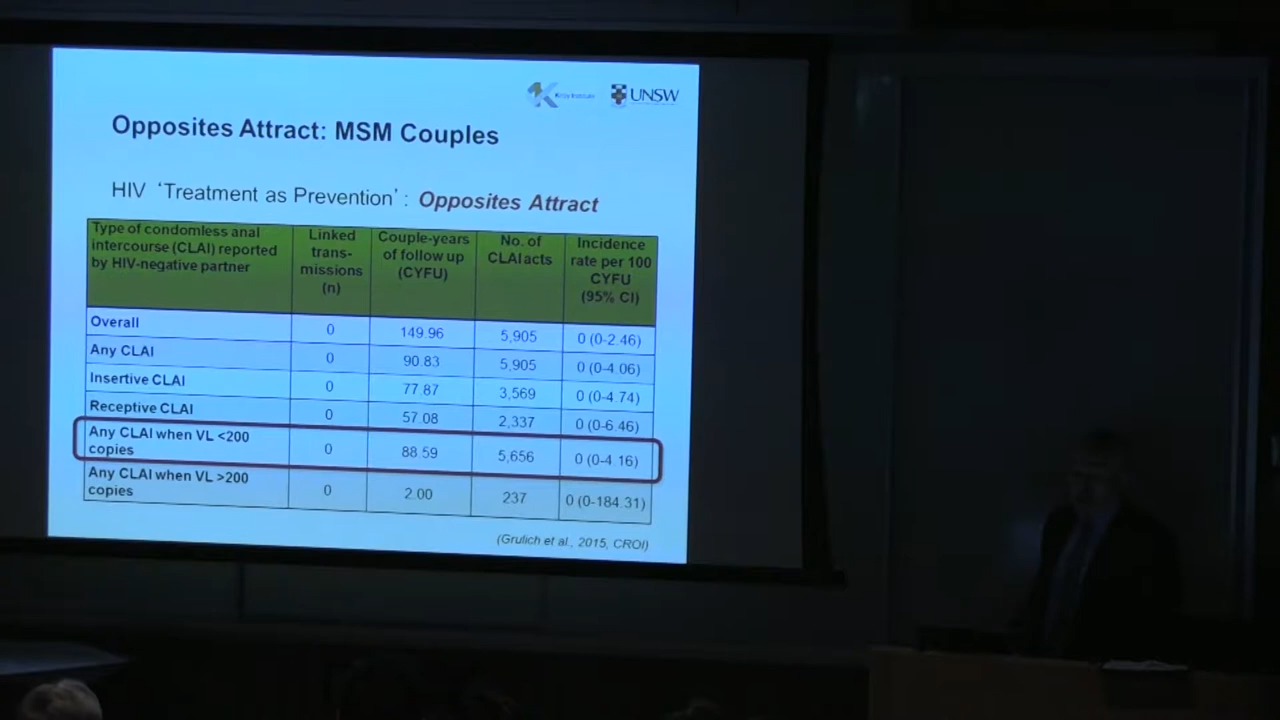 Kirby Institute
UNSW
Opposites Attract: MSM Couples
HIV ‘Treatment as Prevention’: Opposites Attract
Type of condomless anal
intercourse (CLAI) reported
by HIV-negative partner
Linked
trans-
missions
(n)
Couple-years
of follow up
(CYFU)
No. of
CLAI acts
Incidence
rate per 100
CYFU
(95% CI)
Overall 0 149.96 5,905 0 (0-2.46)
Any CLAI 0 90.83 5,905 0 (0-4.06)
Insertive CLAI 0 77.87 3,569 0 (0-4.74)
Receptive CLAI 0 57.08 2,337 0 (0-6.46)
Any CLAI when VL <200
copies
0 88.59 5,656 0 (0-4.16)
Any CLAI when VL >200
copies
0 2.00 237 0 (0-184.31)
(Grulich et al., 2015, CROI)